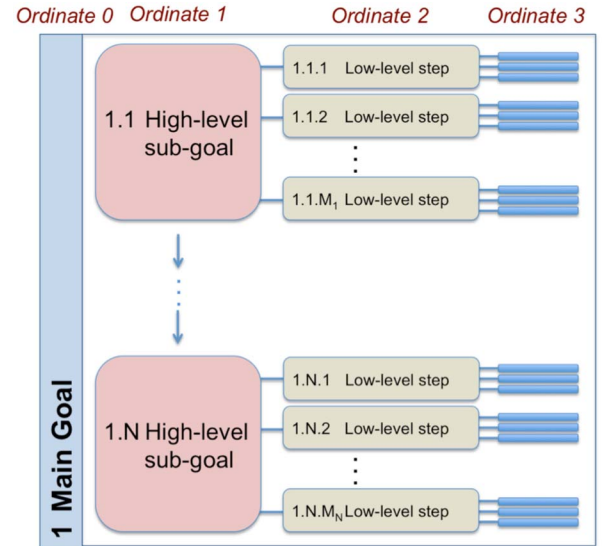 Ordinate 0 Ordinate 1 Ordinate 2 Ordinate 3
1 Main Goal
1.1 High-level
sub-goal
1.1.1 Low-level step
1.1.2 Low-level step
1.1.M₁ Low-level step
1.N High-level
sub-goal
1.N.1 Low-level step
1.N.2 Low-level step
1.N.M_N Low-level step